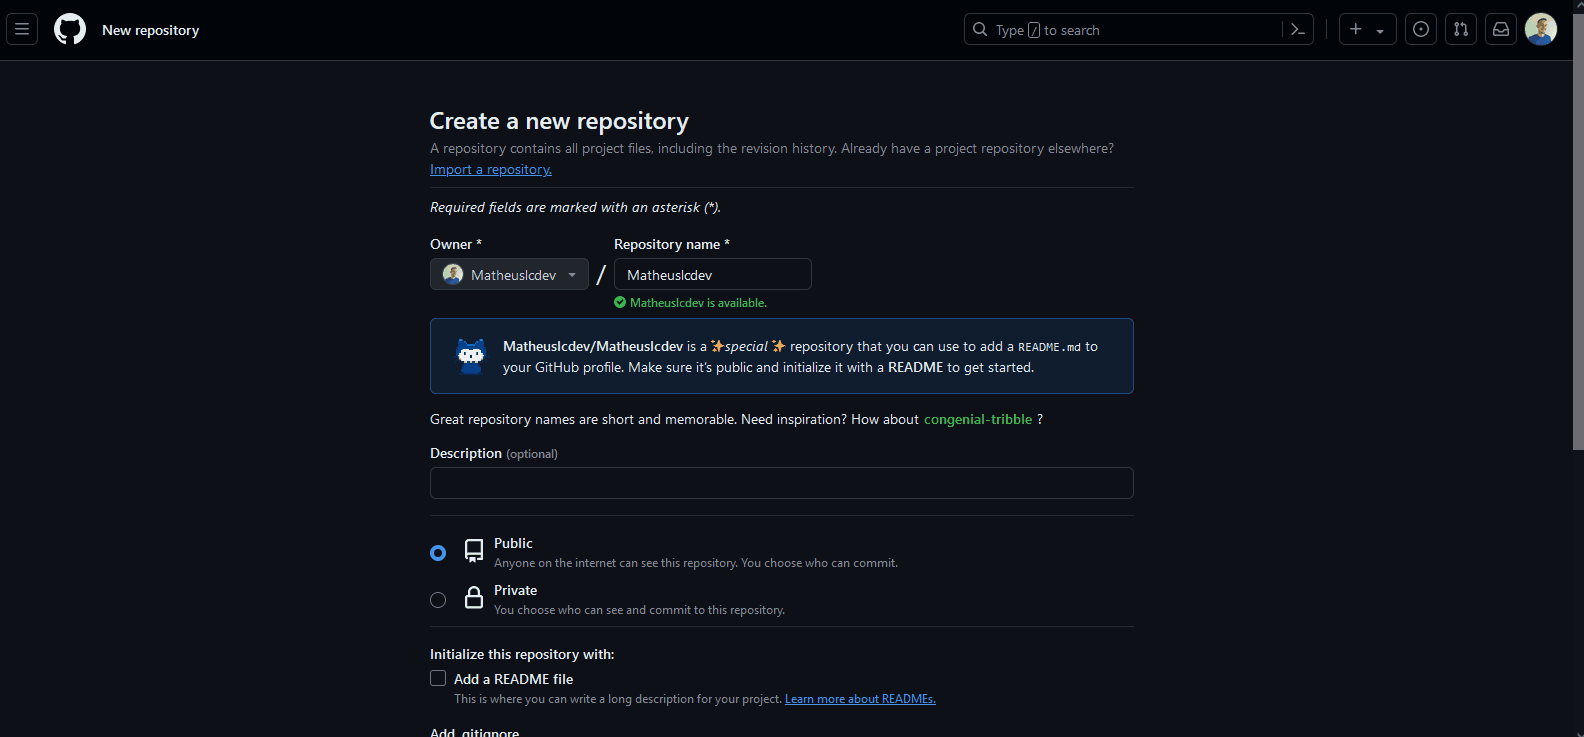 New repository
Type / to search
Create a new repository
A repository contains all project files, including the revision history. Already have a project repository elsewhere?
Import a repository.
Required fields are marked with an asterisk (*).
Owner * Repository name *
Matheuslcdev / Matheuslcdev
Matheuslcdev is available.
Matheuslcdev/Matheuslcdev is a ✨special✨ repository that you can use to add a README.md to
your GitHub profile. Make sure it's public and initialize it with a README to get started.
Great repository names are short and memorable. Need inspiration? How about congenial-tribble ?
Description (optional)
Public
Anyone on the internet can see this repository. You choose who can commit.
Private
You choose who can see and commit to this repository.
Initialize this repository with:
Add a README file
This is where you can write a long description for your project. Learn more about READMEs.
Add .gitignore